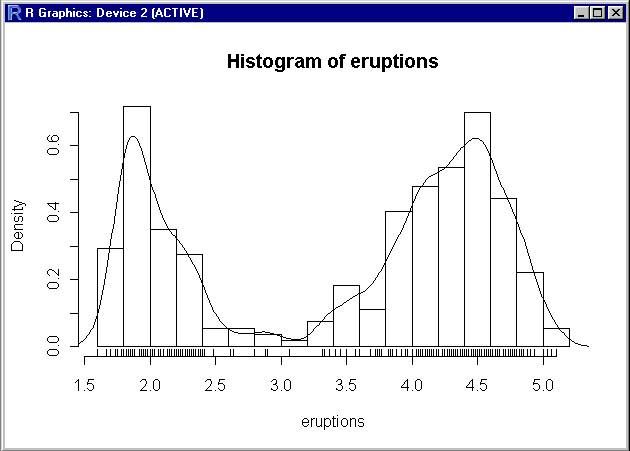 R Graphics: Device 2 (ACTIVE)
Histogram of eruptions
Density
0.6
0.4
0.2
0.0
1.5 2.0 2.5 3.0 3.5 4.0 4.5 5.0
eruptions